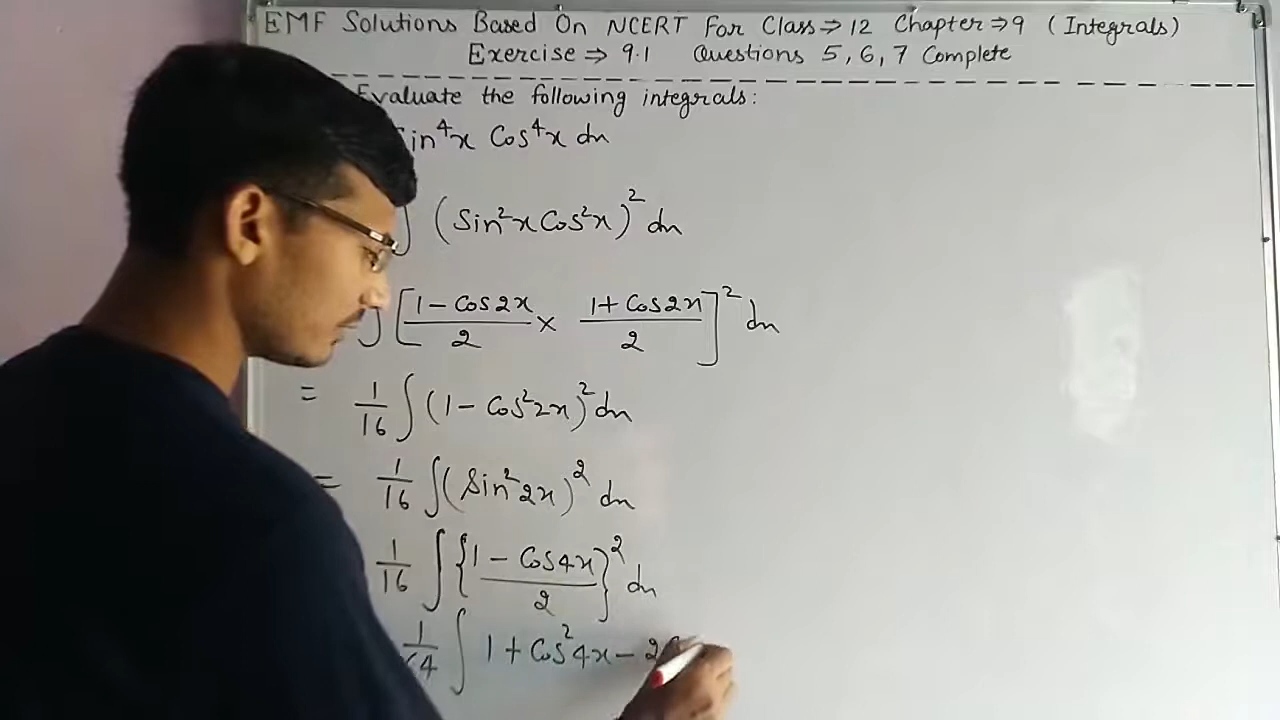 EMF Solutions Based On NCERT For Class ⇒ 12 Chapter ⇒ 9 (Integrals)
Exercise ⇒ 9.1 Questions 5, 6, 7 Complete
Evaluate the following integrals:
Sin⁴x Cos⁴x dx
∫ (Sin²x Cos²x)² dx
∫ [(1 - Cos2x)/2 × (1 + Cos2x)/2]² dx
= 1/16 ∫ (1 - Cos²2x)² dx
= 1/16 ∫ (Sin²2x)² dx
1/16 ∫ {(1 - Cos4x)/2}² dx
1/64 ∫ 1 + Cos²4x - 2